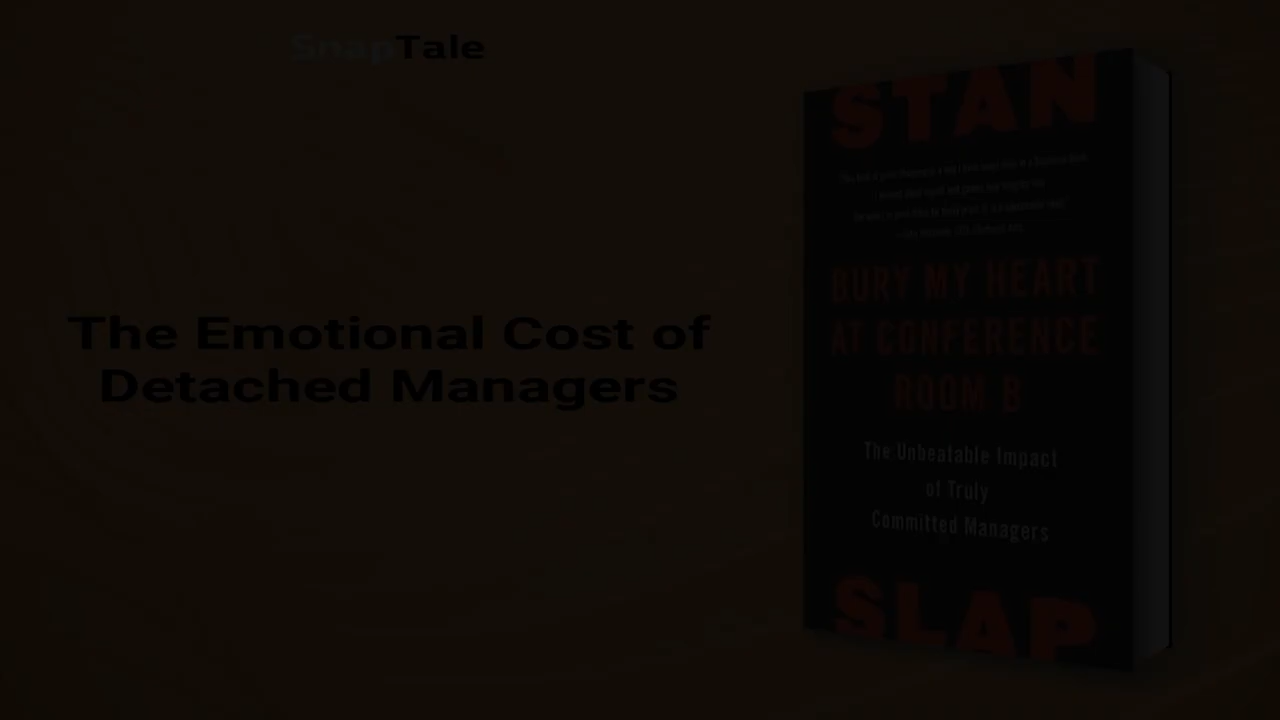 SnapTale
The Emotional Cost of
Detached Managers
STAN
BURY MY HEART
AT CONFERENCE
ROOM B
The Unbeatable Impact
of Truly
Committed Managers
SLAP